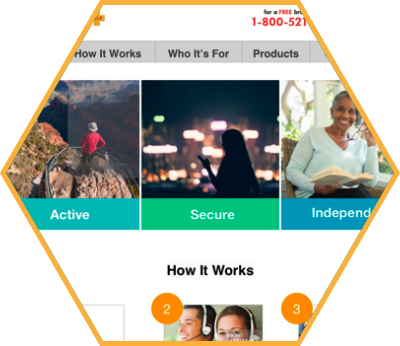 for a FREE bro
1-800-521
How It Works
Who It's For
Products
Active
Secure
Independ
How It Works
2
3